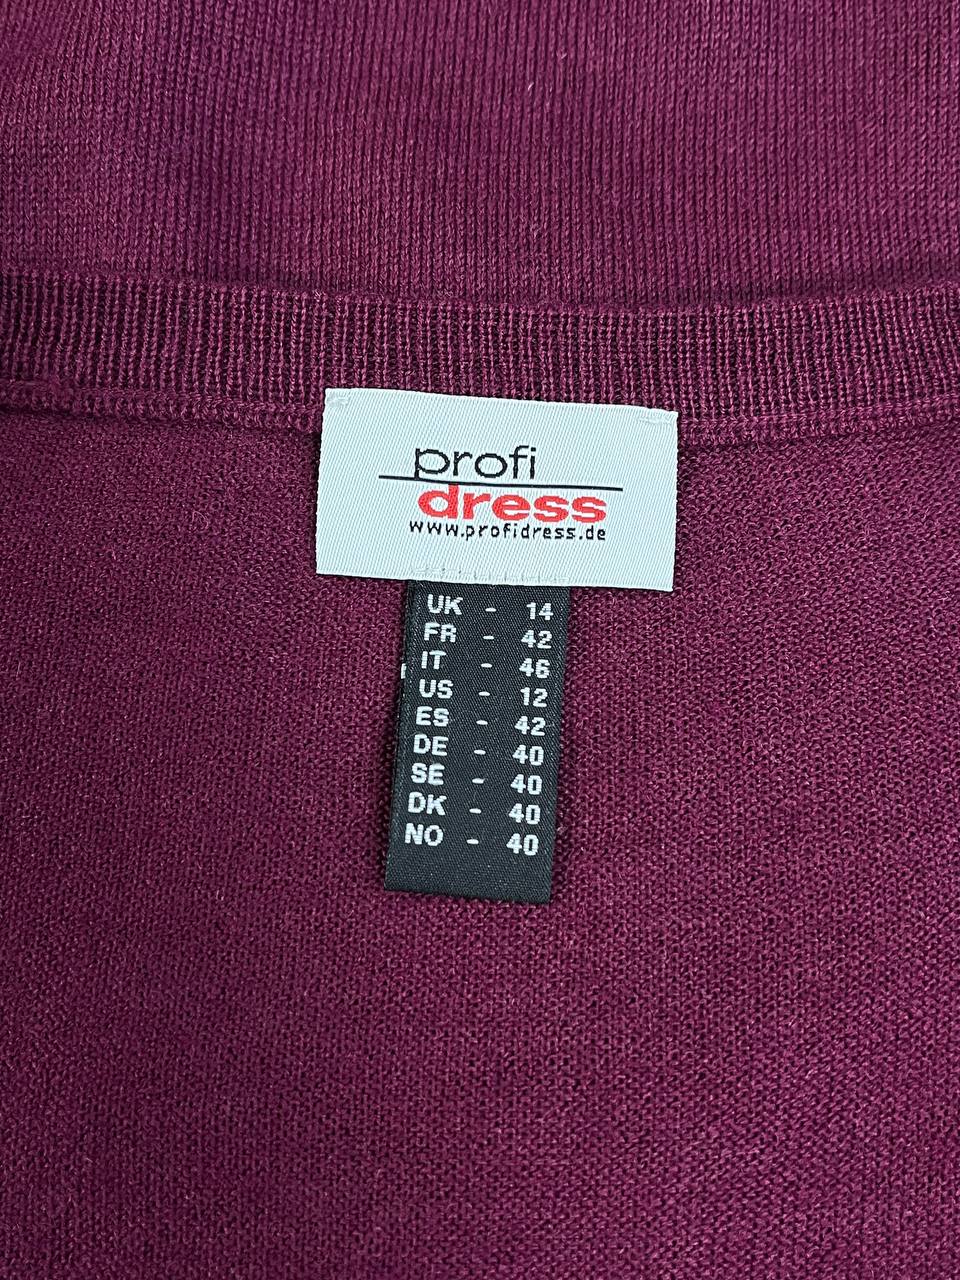 profi
dress
www.profidress.de
UK - 14
FR - 42
IT - 46
US - 12
ES - 42
DE - 40
SE - 40
DK - 40
NO - 40